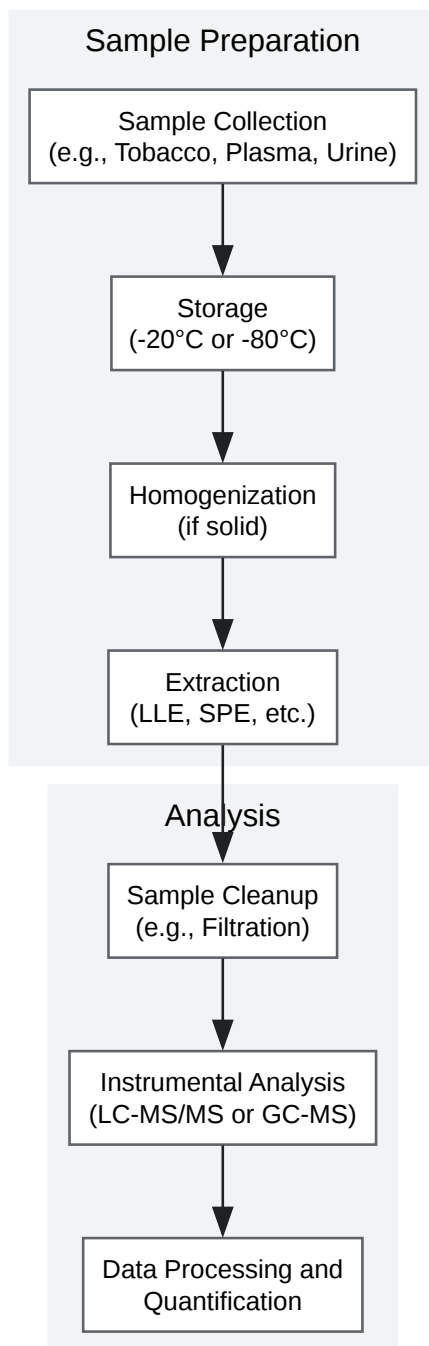 Sample Preparation
Sample Collection
(e.g., Tobacco, Plasma, Urine)
Storage
(-20°C or -80°C)
Homogenization
(if solid)
Extraction
(LLE, SPE, etc.)
Analysis
Sample Cleanup
(e.g., Filtration)
Instrumental Analysis
(LC-MS/MS or GC-MS)
Data Processing and
Quantification